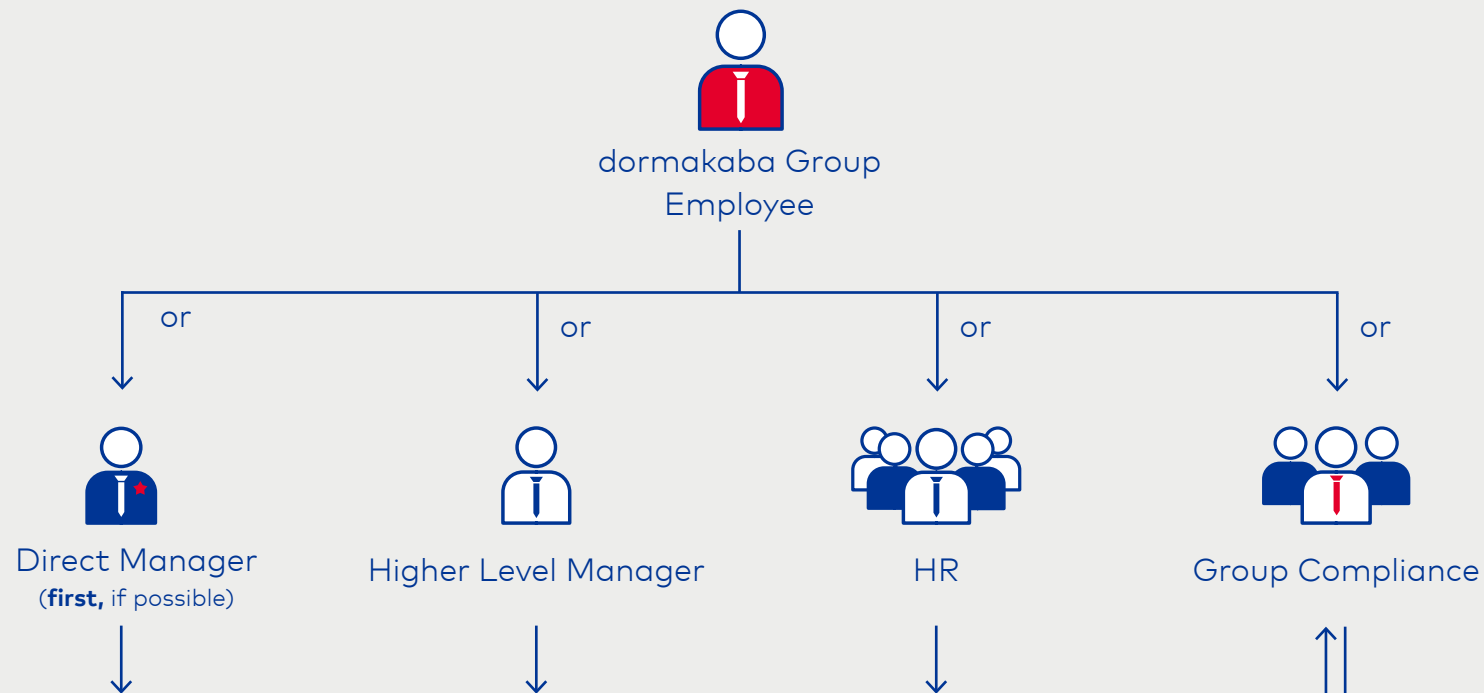 dormakaba Group
Employee
or
or
or
or
Direct Manager
(first, if possible)
Higher Level Manager
HR
Group Compliance